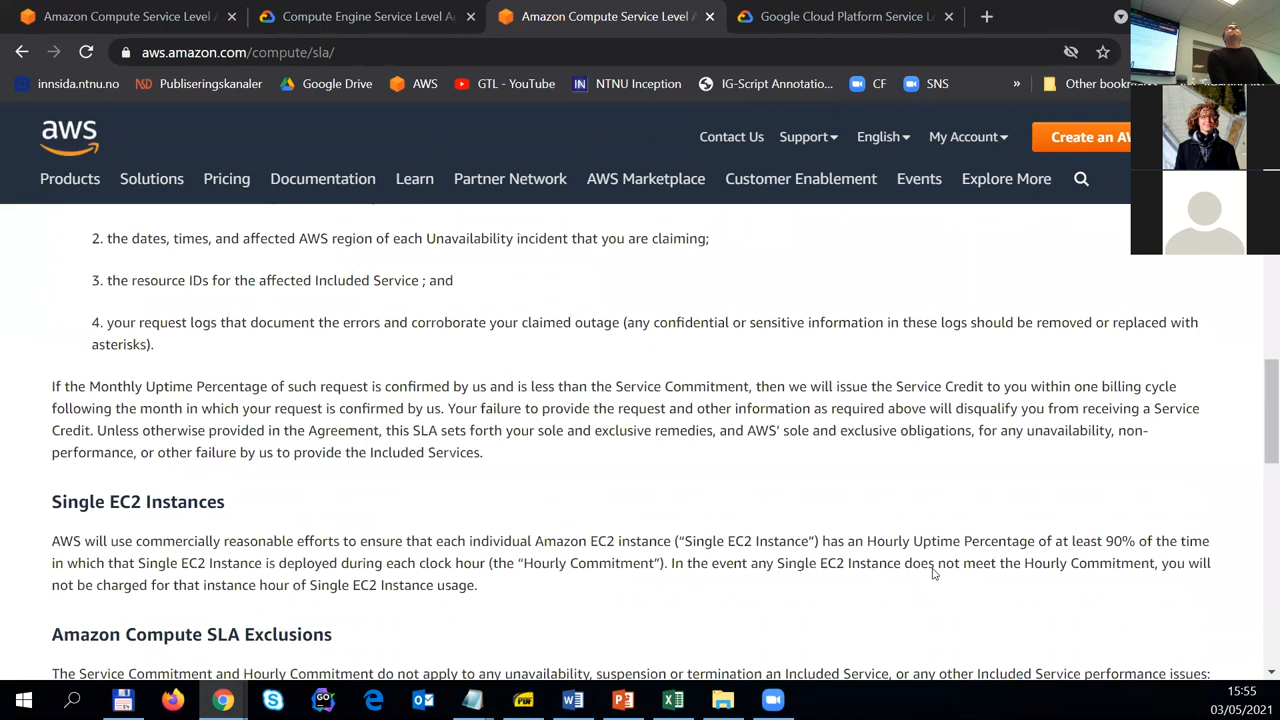 Amazon Compute Service Level A
Compute Engine Service Level Ag
Amazon Compute Service Level A
Google Cloud Platform Service L
aws.amazon.com/compute/sla/
innsida.ntnu.no
Publiseringskanaler
Google Drive
AWS
GTL - YouTube
IN NTNU Inception
IG-Script Annotatio...
CF
SNS
»
Other bookm
aws
Contact Us
Support
English
My Account
Create an AW
Products
Solutions
Pricing
Documentation
Learn
Partner Network
AWS Marketplace
Customer Enablement
Events
Explore More
2. the dates, times, and affected AWS region of each Unavailability incident that you are claiming;
3. the resource IDs for the affected Included Service ; and
4. your request logs that document the errors and corroborate your claimed outage (any confidential or sensitive information in these logs should be removed or replaced with
asterisks).
If the Monthly Uptime Percentage of such request is confirmed by us and is less than the Service Commitment, then we will issue the Service Credit to you within one billing cycle
following the month in which your request is confirmed by us. Your failure to provide the request and other information as required above will disqualify you from receiving a Service
Credit. Unless otherwise provided in the Agreement, this SLA sets forth your sole and exclusive remedies, and AWS’ sole and exclusive obligations, for any unavailability, non-
performance, or other failure by us to provide the Included Services.
Single EC2 Instances
AWS will use commercially reasonable efforts to ensure that each individual Amazon EC2 instance (“Single EC2 Instance”) has an Hourly Uptime Percentage of at least 90% of the time
in which that Single EC2 Instance is deployed during each clock hour (the “Hourly Commitment”). In the event any Single EC2 Instance does not meet the Hourly Commitment, you will
not be charged for that instance hour of Single EC2 Instance usage.
Amazon Compute SLA Exclusions
The Service Commitment and Hourly Commitment do not apply to any unavailability, suspension or termination an Included Service, or any other Included Service performance issues:
15:55
03/05/2021